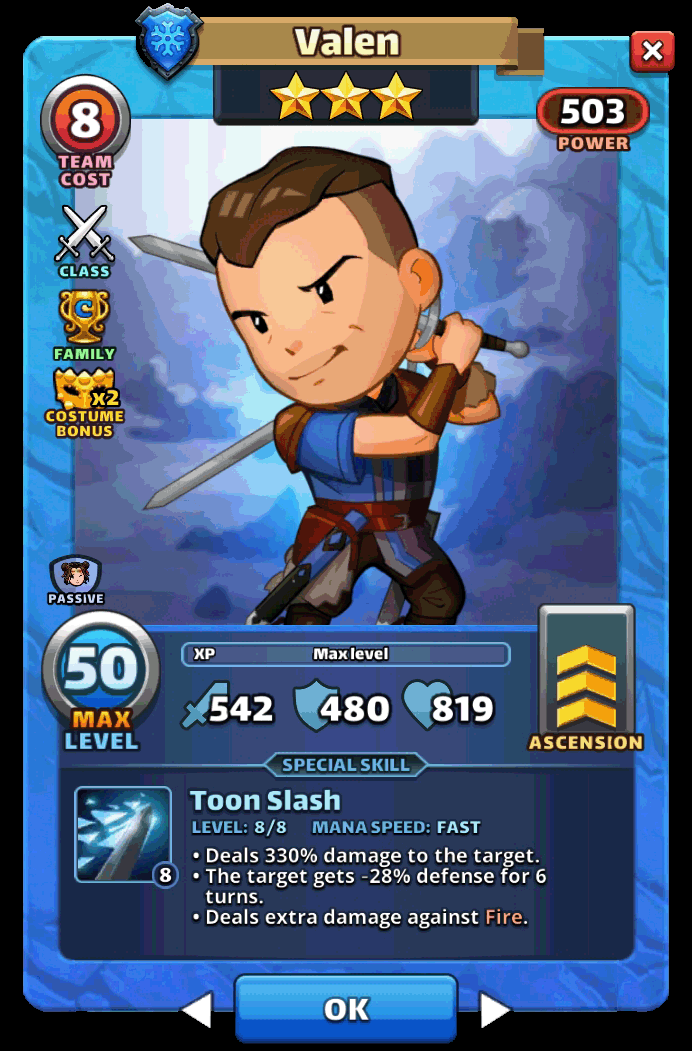 Valen
8
TEAM
COST
503
POWER
CLASS
C
FAMILY
x2
COSTUME
BONUS
PASSIVE
50
MAX
LEVEL
XP Max level
542 480 819
ASCENSION
SPECIAL SKILL
Toon Slash
LEVEL: 8/8 MANA SPEED: FAST
8
• Deals 330% damage to the target.
• The target gets -28% defense for 6
turns.
• Deals extra damage against Fire.
OK